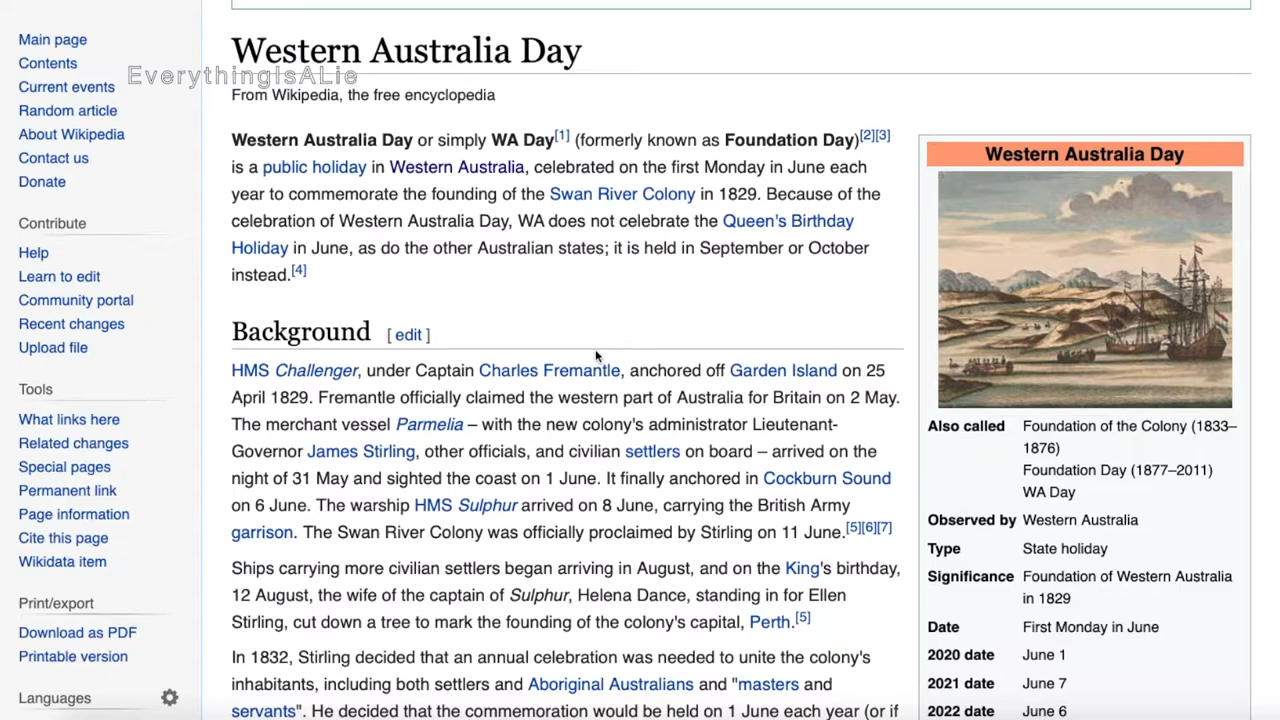 Main page
Contents
Current events
Random article
About Wikipedia
Contact us
Donate
Contribute
Help
Learn to edit
Community portal
Recent changes
Upload file
Tools
What links here
Related changes
Special pages
Permanent link
Page information
Cite this page
Wikidata item
Print/export
Download as PDF
Printable version
Languages
EverythingIsALie
Western Australia Day
From Wikipedia, the free encyclopedia
Western Australia Day or simply WA Day[1] (formerly known as Foundation Day)[2][3]
is a public holiday in Western Australia, celebrated on the first Monday in June each
year to commemorate the founding of the Swan River Colony in 1829. Because of the
celebration of Western Australia Day, WA does not celebrate the Queen's Birthday
Holiday in June, as do the other Australian states; it is held in September or October
instead.[4]
Background [ edit ]
HMS Challenger, under Captain Charles Fremantle, anchored off Garden Island on 25
April 1829. Fremantle officially claimed the western part of Australia for Britain on 2 May.
The merchant vessel Parmelia – with the new colony's administrator Lieutenant-
Governor James Stirling, other officials, and civilian settlers on board – arrived on the
night of 31 May and sighted the coast on 1 June. It finally anchored in Cockburn Sound
on 6 June. The warship HMS Sulphur arrived on 8 June, carrying the British Army
garrison. The Swan River Colony was officially proclaimed by Stirling on 11 June.[5][6][7]
Ships carrying more civilian settlers began arriving in August, and on the King's birthday,
12 August, the wife of the captain of Sulphur, Helena Dance, standing in for Ellen
Stirling, cut down a tree to mark the founding of the colony's capital, Perth.[5]
In 1832, Stirling decided that an annual celebration was needed to unite the colony's
inhabitants, including both settlers and Aboriginal Australians and "masters and
servants". He decided that the commemoration would be held on 1 June each year (or if
Western Australia Day
Also called Foundation of the Colony (1833–
1876)
Foundation Day (1877–2011)
WA Day
Observed by Western Australia
Type State holiday
Significance Foundation of Western Australia
in 1829
Date First Monday in June
2020 date June 1
2021 date June 7
2022 date June 6